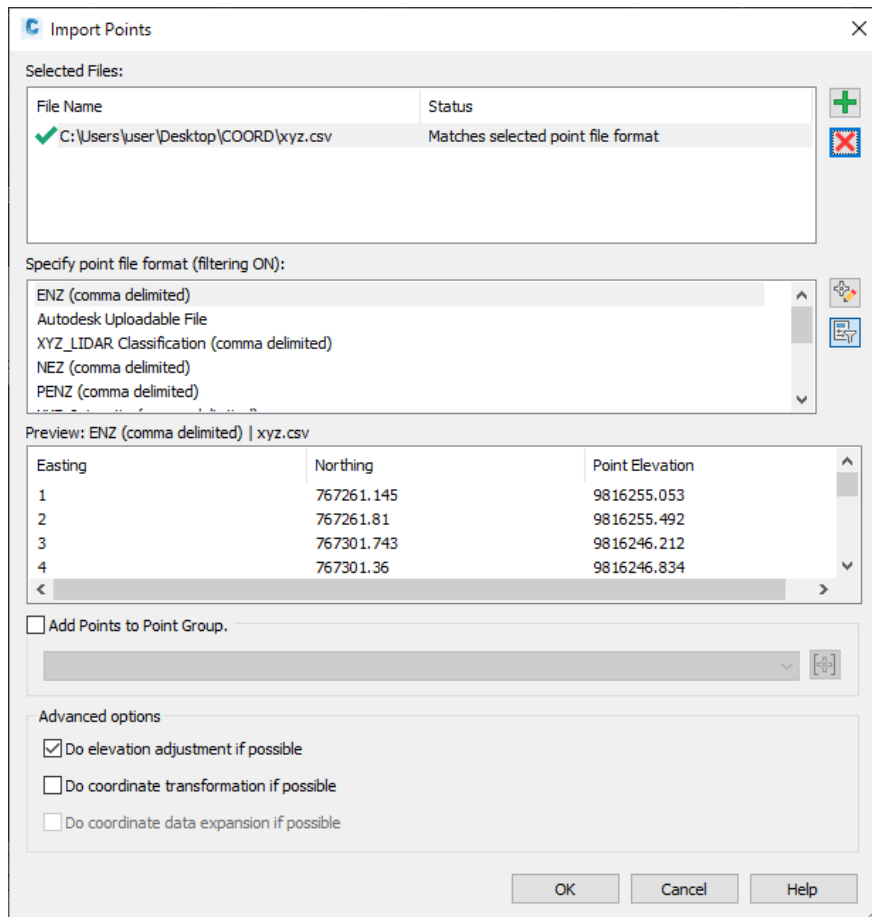 Import Points
Selected Files:
File Name Status
C:\Users\user\Desktop\COORD\xyz.csv Matches selected point file format
Specify point file format (filtering ON):
ENZ (comma delimited)
Autodesk Uploadable File
XYZ_LIDAR Classification (comma delimited)
NEZ (comma delimited)
PENZ (comma delimited)
Preview: ENZ (comma delimited) | xyz.csv
Easting Northing Point Elevation
1 767261.145 9816255.053
2 767261.81 9816255.492
3 767301.743 9816246.212
4 767301.36 9816246.834
Add Points to Point Group.
Advanced options
Do elevation adjustment if possible
Do coordinate transformation if possible
Do coordinate data expansion if possible
OK Cancel Help